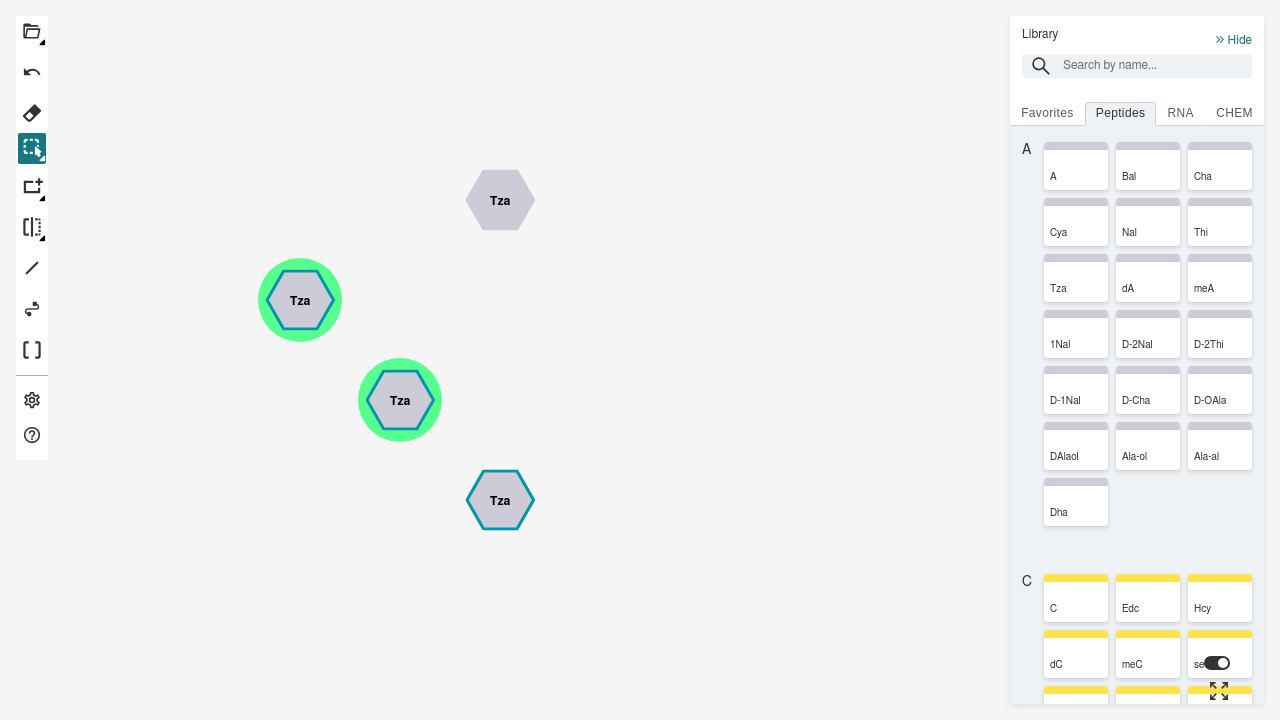 Library
Hide
Search by name...
Favorites Peptides RNA CHEM
A
A Bal Cha
Cya Nal Thi
Tza dA meA
1Nal D-2Nal D-2Thi
D-1Nal D-Cha D-OAla
DAlaol Ala-ol Ala-al
Dha
C
C Edc Hcy
dC meC
Tza
Tza
Tza
Tza